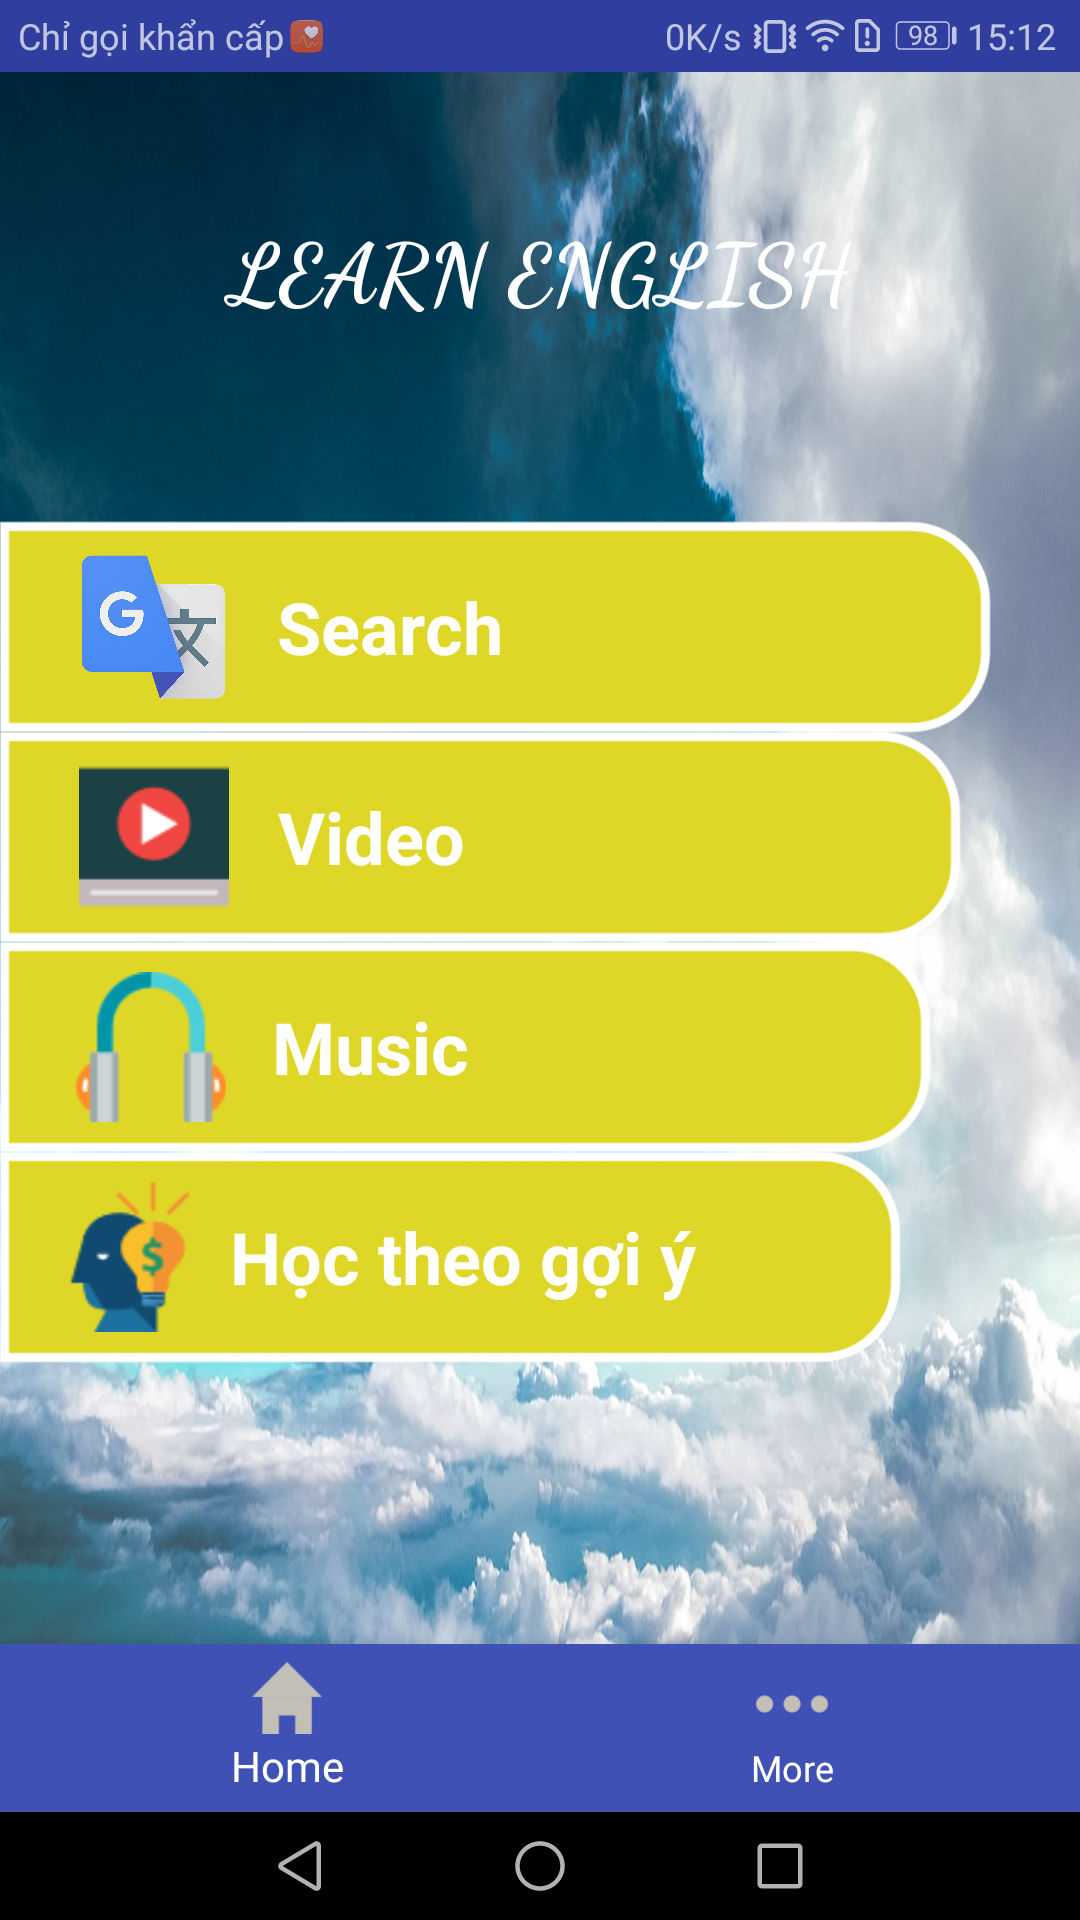 Chỉ gọi khẩn cấp 0K/s 98 15:12
LEARN ENGLISH
G 文
Search
Video
Music
$
Học theo gợi ý
Home More